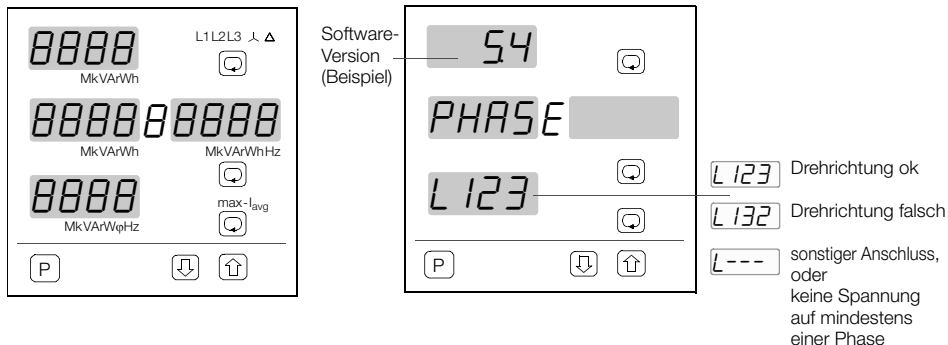 8888
L1L2L3 ⅄ Δ
MkVArWh
8888 8 8888
MkVArWh
MkVArWhHz
8888
max-Iavg
MkVArWφHz
P
Software-
Version
(Beispiel)
5.4
PHASE
L123
P
L123 Drehrichtung ok
L132 Drehrichtung falsch
L--- sonstiger Anschluss,
oder
keine Spannung
auf mindestens
einer Phase